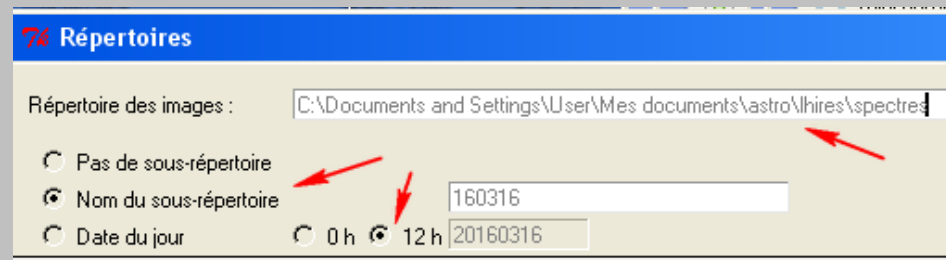 Répertoires
Répertoire des images : C:\Documents and Settings\User\Mes documents\astro\lhires\spectres
Pas de sous-répertoire
Nom du sous-répertoire 160316
Date du jour 0 h 12 h 20160316